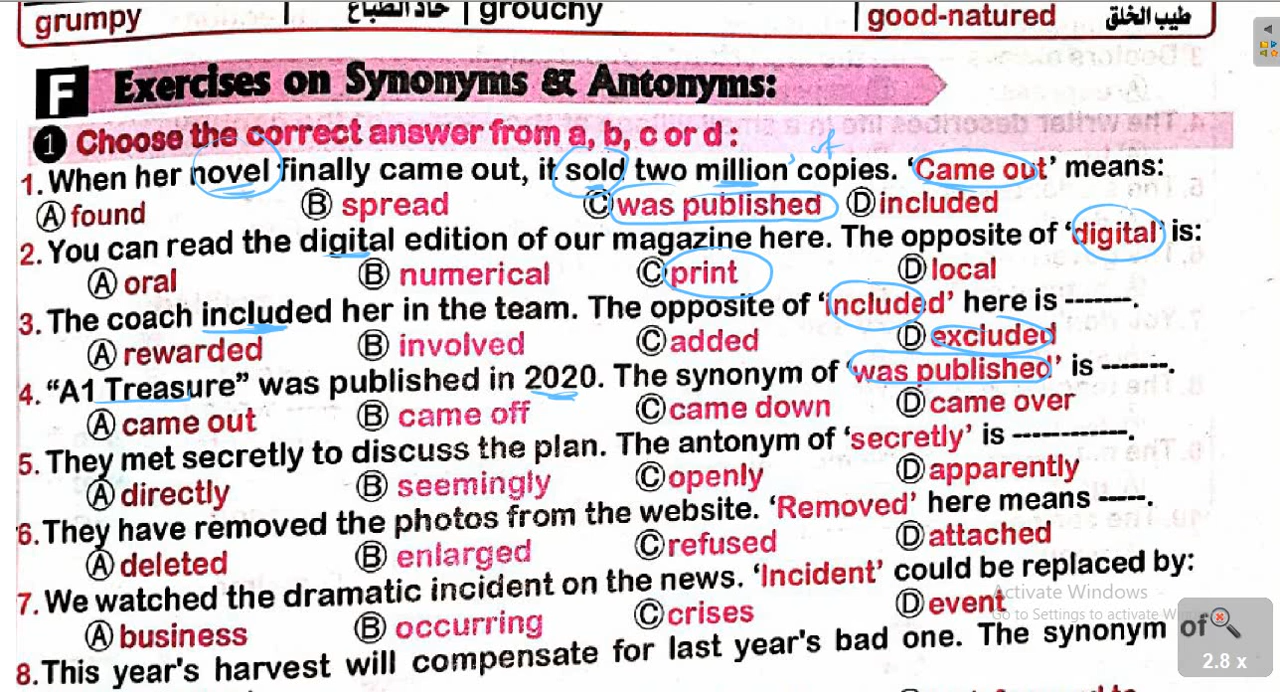 grumpy | حاد الطباع | grouchy | good-natured طيب الخلق
F Exercises on Synonyms & Antonyms:
1 Choose the correct answer from a, b, c or d :
1. When her novel finally came out, it sold two million copies. ‘Came out’ means:
Ⓐ found Ⓑ spread Ⓒ was published Ⓓ included
2. You can read the digital edition of our magazine here. The opposite of ‘digital’ is:
Ⓐ oral Ⓑ numerical Ⓒ print Ⓓ local
3. The coach included her in the team. The opposite of ‘included’ here is -------.
Ⓐ rewarded Ⓑ involved Ⓒ added Ⓓ excluded
4. “A1 Treasure” was published in 2020. The synonym of ‘was published’ is -------.
Ⓐ came out Ⓑ came off Ⓒ came down Ⓓ came over
5. They met secretly to discuss the plan. The antonym of ‘secretly’ is ------------.
Ⓐ directly Ⓑ seemingly Ⓒ openly Ⓓ apparently
6. They have removed the photos from the website. ‘Removed’ here means -----.
Ⓐ deleted Ⓑ enlarged Ⓒ refused Ⓓ attached
7. We watched the dramatic incident on the news. ‘Incident’ could be replaced by:
Ⓐ business Ⓑ occurring Ⓒ crises Ⓓ event
Activate Windows
Go to Settings to activate
8. This year's harvest will compensate for last year's bad one. The synonym of
2.8 x